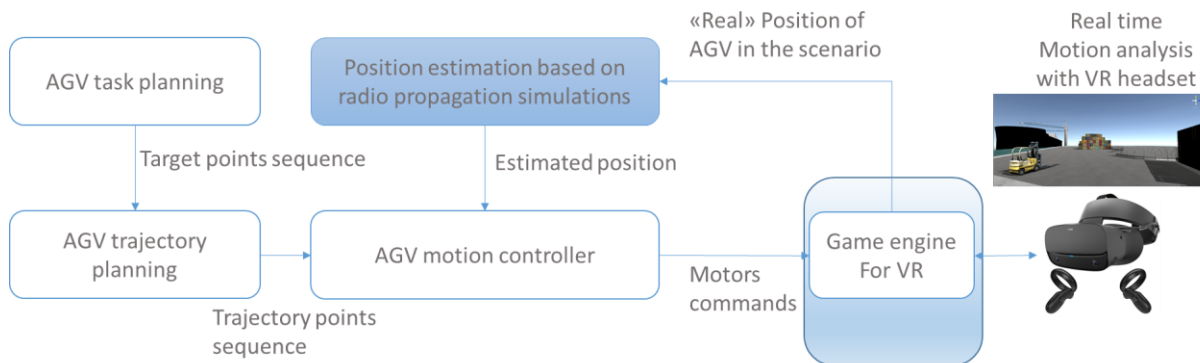 «Real» Position of
AGV in the scenario
Real time
Motion analysis
with VR headset
AGV task planning
Position estimation based on
radio propagation simulations
Target points sequence
Estimated position
AGV trajectory
planning
AGV motion controller
Game engine
For VR
Motors
commands
Trajectory points
sequence